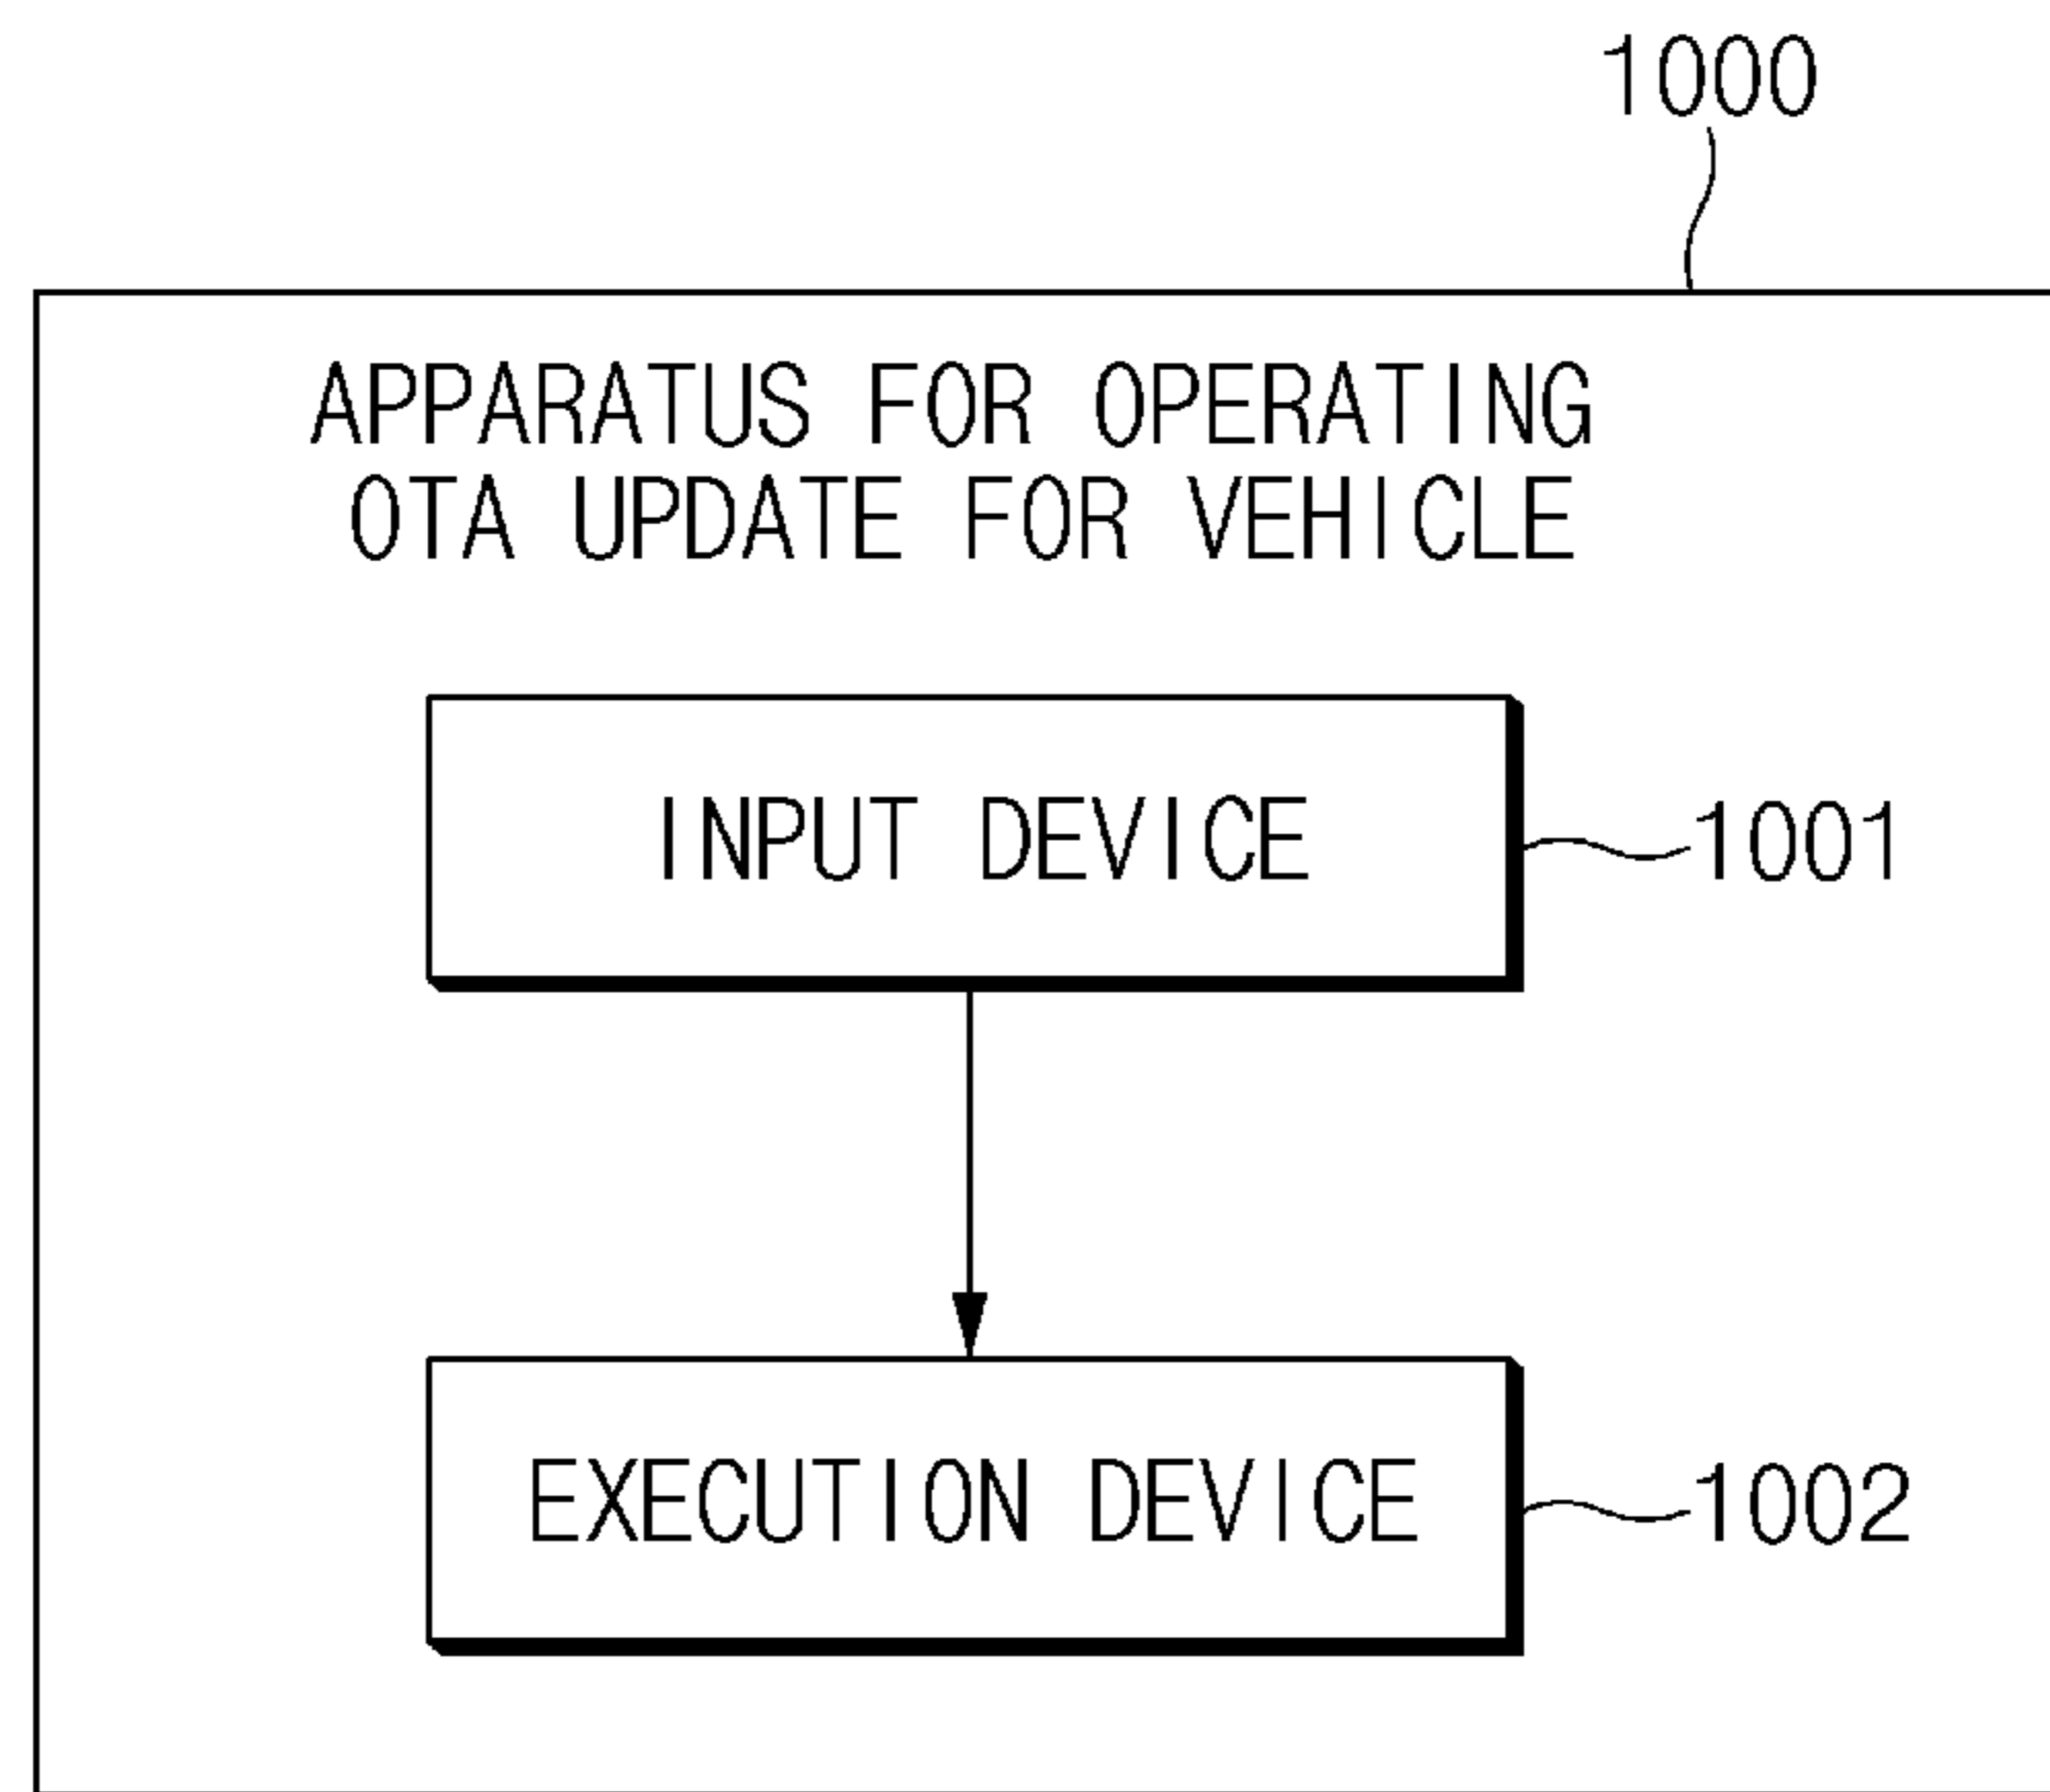 1000
APPARATUS FOR OPERATING
OTA UPDATE FOR VEHICLE
INPUT DEVICE
1001
EXECUTION DEVICE
1002